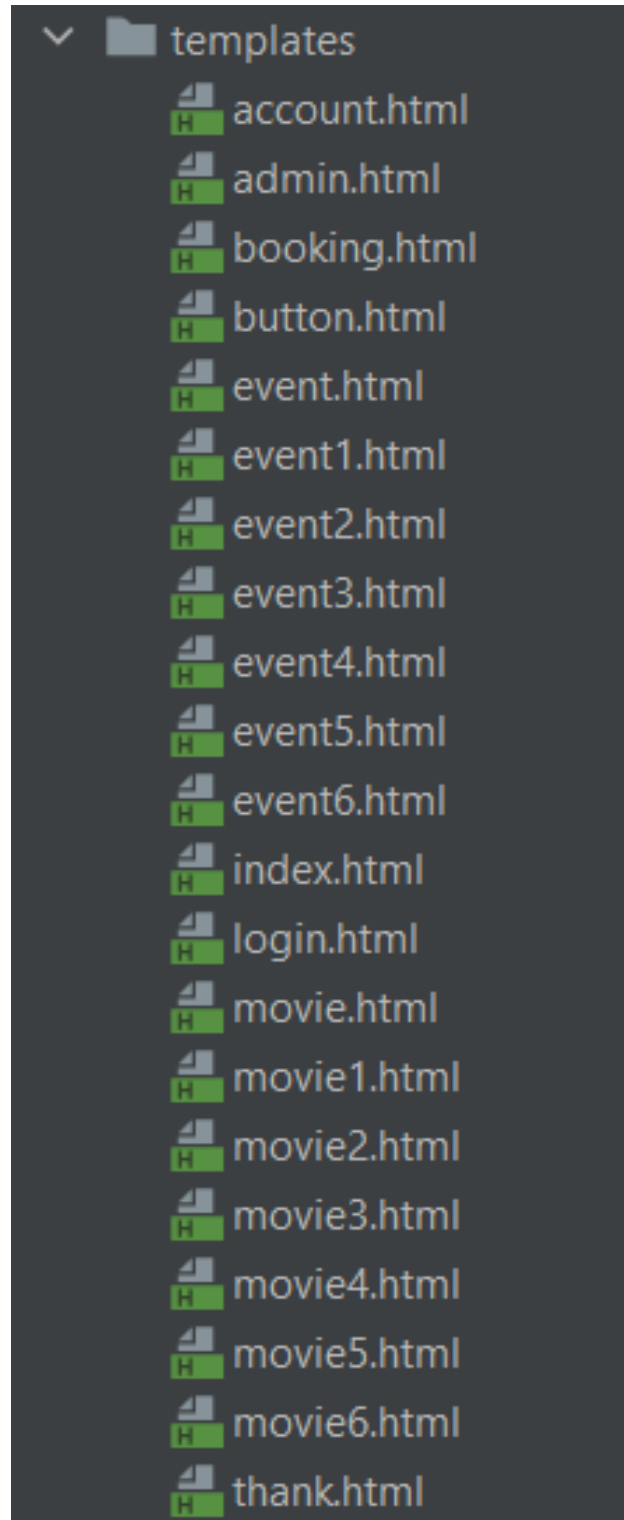 templates
account.html
admin.html
booking.html
button.html
event.html
event1.html
event2.html
event3.html
event4.html
event5.html
event6.html
index.html
login.html
movie.html
movie1.html
movie2.html
movie3.html
movie4.html
movie5.html
movie6.html
thank.html